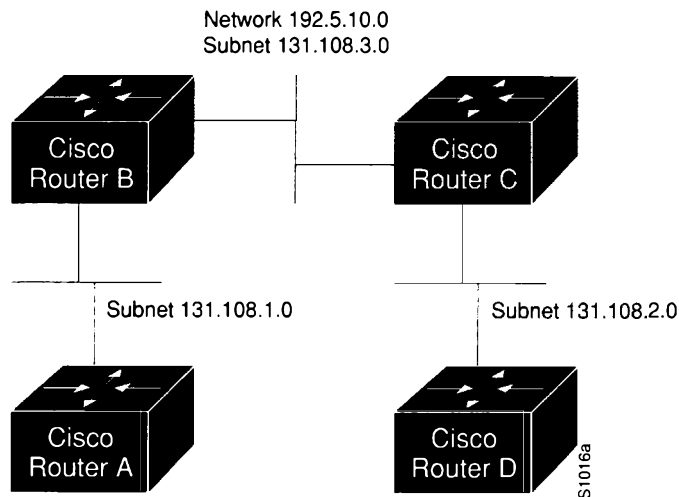 Network 192.5.10.0
Subnet 131.108.3.0
Cisco
Router B
Cisco
Router C
Subnet 131.108.1.0
Subnet 131.108.2.0
Cisco
Router A
Cisco
Router D
S1016a